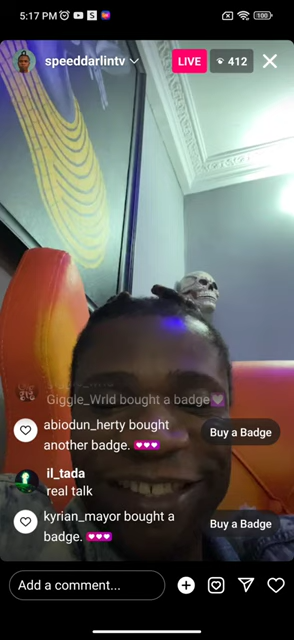 5:17 PM
100
speeddarlintv
LIVE
412
Giggle_Wrld bought a badge
abiodun_herty bought
another badge.
Buy a Badge
il_tada
real talk
kyrian_mayor bought a
badge.
Buy a Badge
Add a comment...